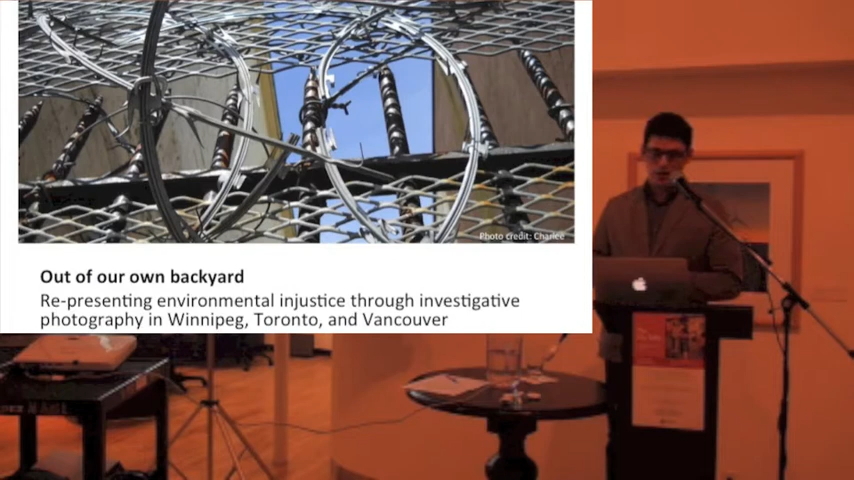 Photo credit: Charlee
Out of our own backyard
Re-presenting environmental injustice through investigative
photography in Winnipeg, Toronto, and Vancouver